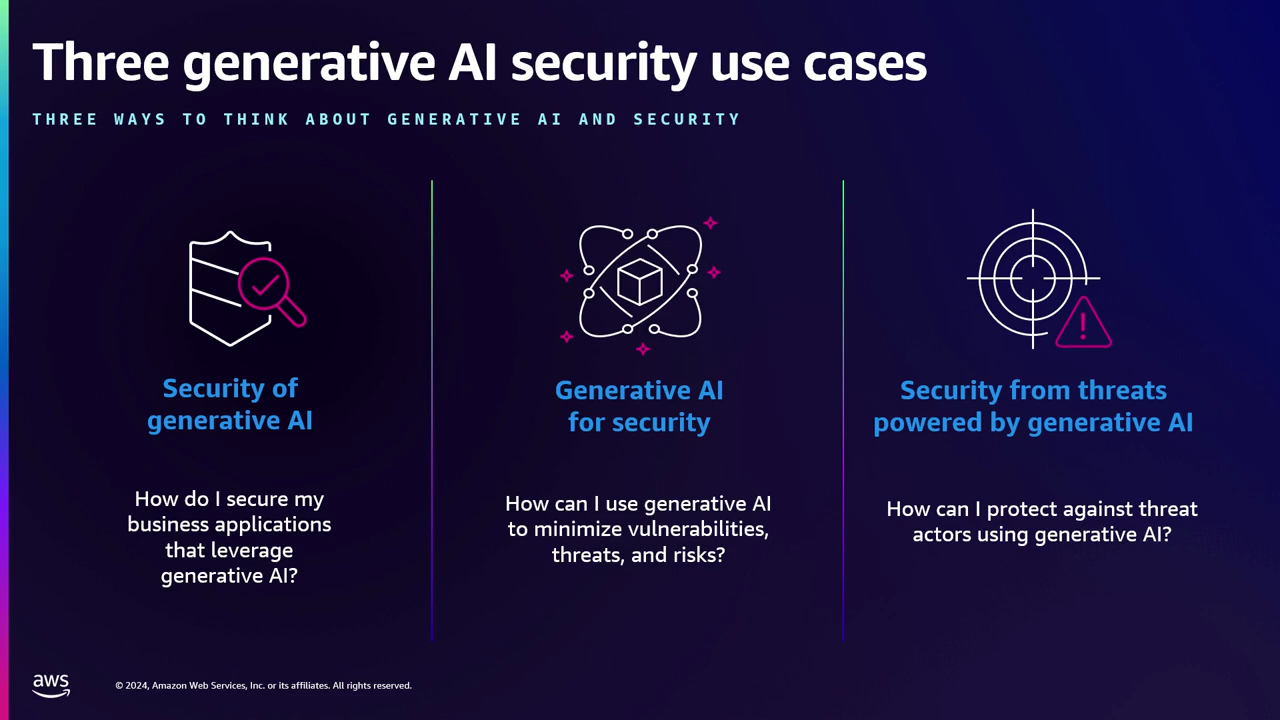 Three generative AI security use cases
THREE WAYS TO THINK ABOUT GENERATIVE AI AND SECURITY
Security of
generative AI
How do I secure my
business applications
that leverage
generative AI?
Generative AI
for security
How can I use generative AI
to minimize vulnerabilities,
threats, and risks?
Security from threats
powered by generative AI
How can I protect against threat
actors using generative AI?
aws
© 2024, Amazon Web Services, Inc. or its affiliates. All rights reserved.